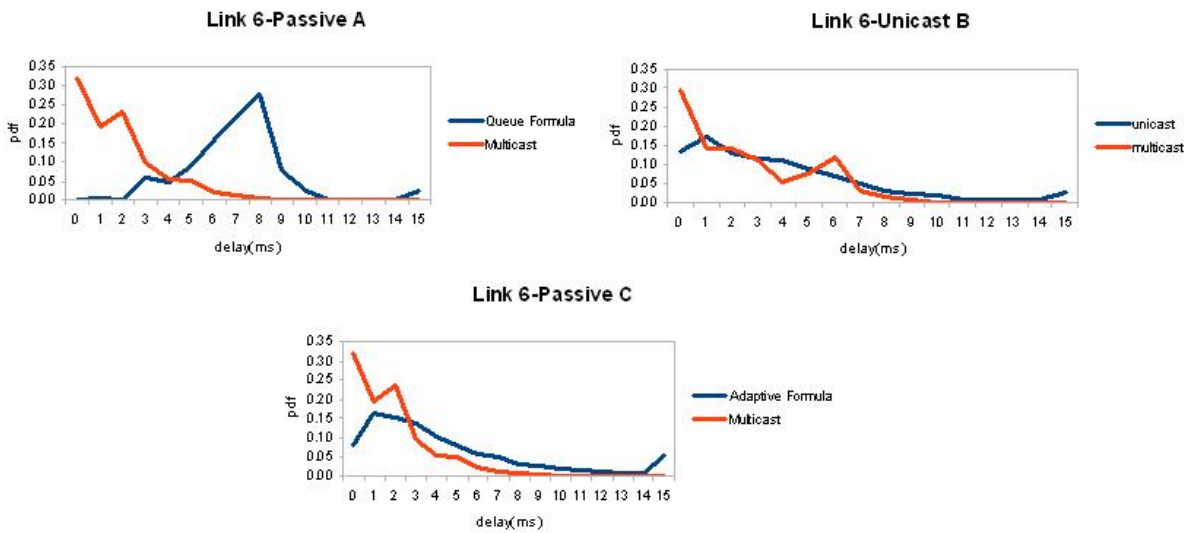 Link 6-Passive A
0.35
0.30
0.25
0.20
0.15
0.10
0.05
0.00
pdf
0 1 2 3 4 5 6 7 8 9 10 11 12 13 14 15
delay(ms)
Queue Formula
Multicast
Link 6-Unicast B
0.35
0.30
0.25
0.20
0.15
0.10
0.05
0.00
pdf
0 1 2 3 4 5 6 7 8 9 10 11 12 13 14 15
delay(ms)
unicast
multicast
Link 6-Passive C
0.35
0.30
0.25
0.20
0.15
0.10
0.05
0.00
pdf
0 1 2 3 4 5 6 7 8 9 10 11 12 13 14 15
delay(ms)
Adaptive Formula
Multicast